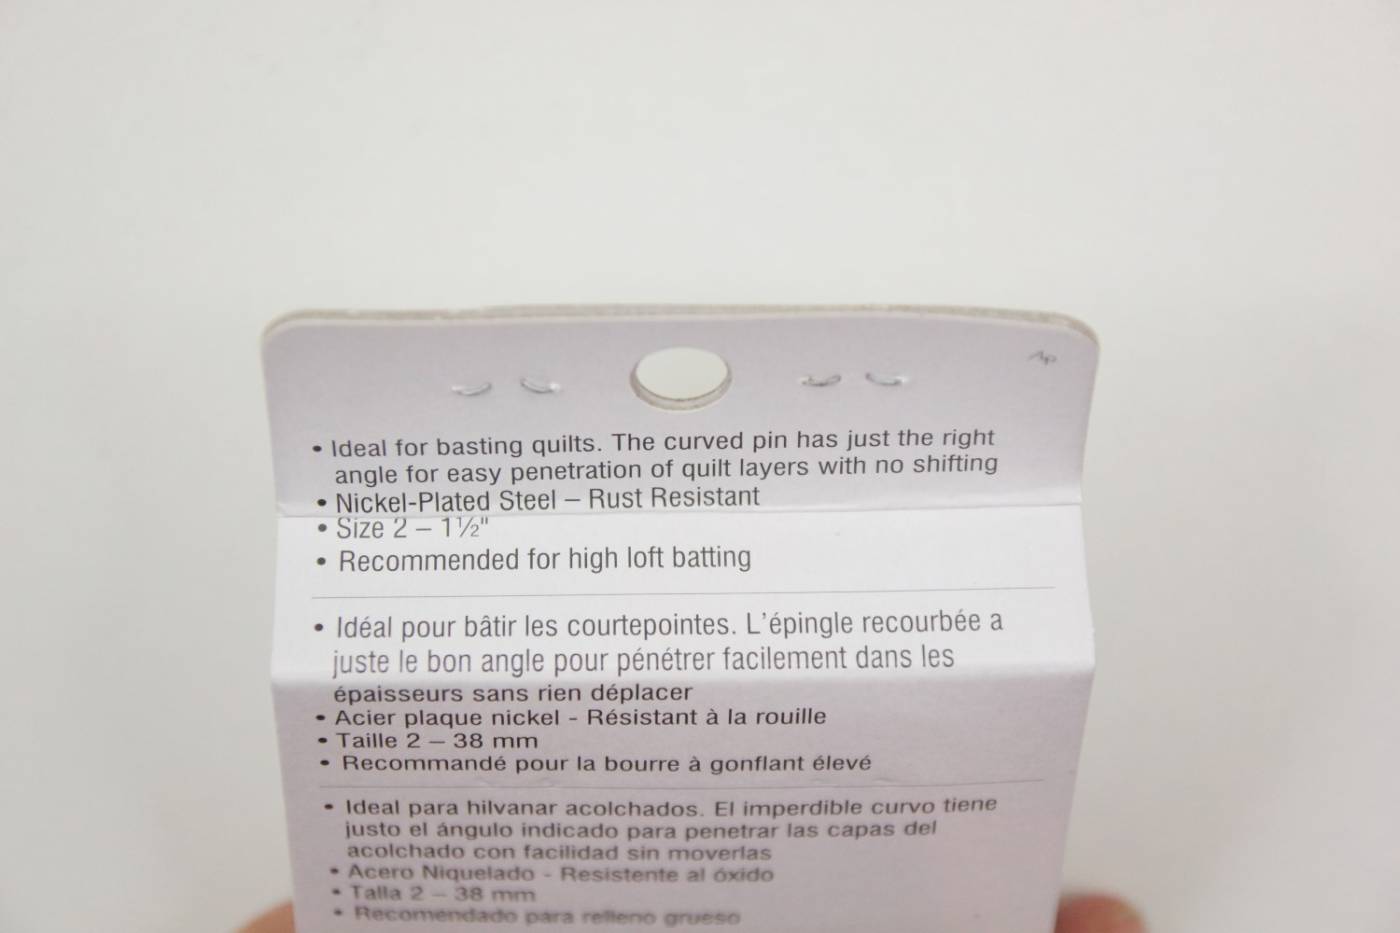 • Ideal for basting quilts. The curved pin has just the right
angle for easy penetration of quilt layers with no shifting
• Nickel-Plated Steel – Rust Resistant
• Size 2 – 1½"
• Recommended for high loft batting
• Idéal pour bâtir les courtepointes. L'épingle recourbée a
juste le bon angle pour pénétrer facilement dans les
épaisseurs sans rien déplacer
• Acier plaque nickel - Résistant à la rouille
• Taille 2 – 38 mm
• Recommandé pour la bourre à gonflant élevé
• Ideal para hilvanar acolchados. El imperdible curvo tiene
justo el ángulo indicado para penetrar las capas del
acolchado con facilidad sin moverlas
• Acero Niquelado - Resistente al óxido
• Talla 2 – 38 mm
• Recomendado para relleno grueso